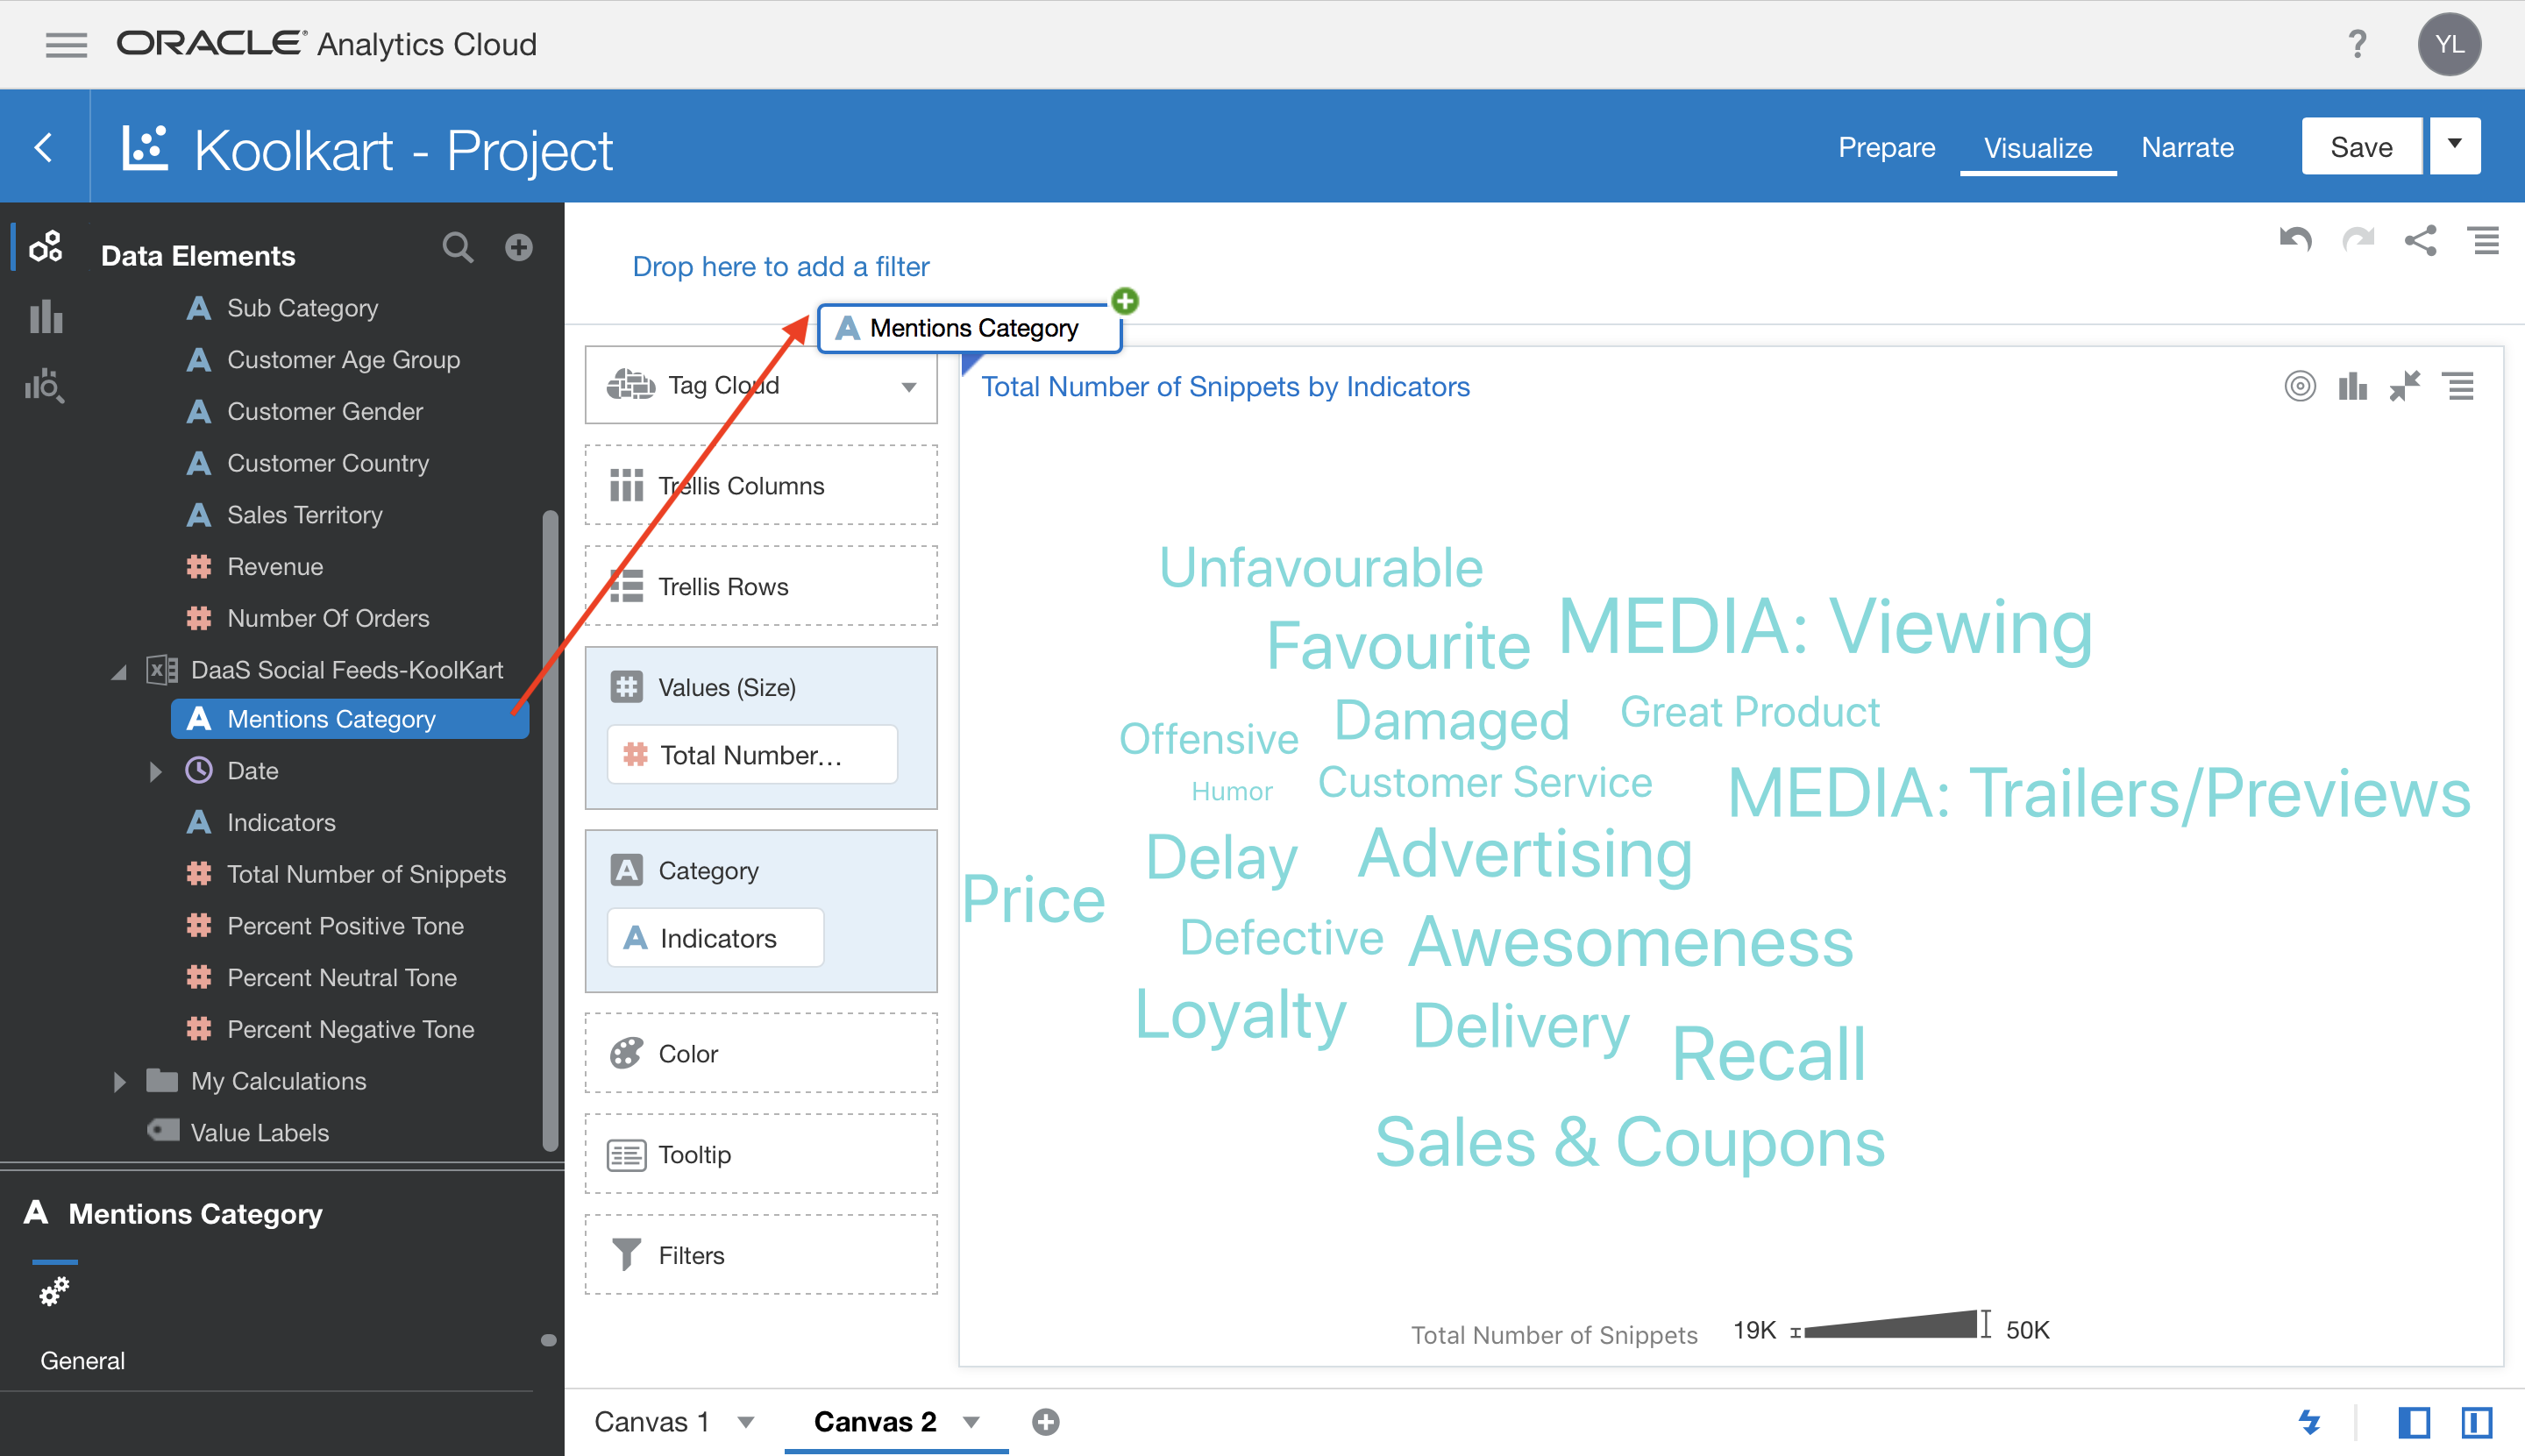 ORACLE® Analytics Cloud
?
YL
Koolkart - Project
Prepare
Visualize
Narrate
Save
Data Elements
Sub Category
Customer Age Group
Customer Gender
Customer Country
Sales Territory
Revenue
Number Of Orders
DaaS Social Feeds-KoolKart
Mentions Category
Date
Indicators
Total Number of Snippets
Percent Positive Tone
Percent Neutral Tone
Percent Negative Tone
My Calculations
Value Labels
A Mentions Category
General
Drop here to add a filter
A Mentions Category
Tag Cloud
Trellis Columns
Trellis Rows
Values (Size)
Total Number...
Category
A Indicators
Color
Tooltip
Filters
Total Number of Snippets by Indicators
Unfavourable
Favourite
MEDIA: Viewing
Offensive
Damaged
Great Product
Humor
Customer Service
MEDIA: Trailers/Previews
Delay
Advertising
Price
Defective
Awesomeness
Loyalty
Delivery
Recall
Sales & Coupons
Total Number of Snippets
19K
50K
Canvas 1
Canvas 2